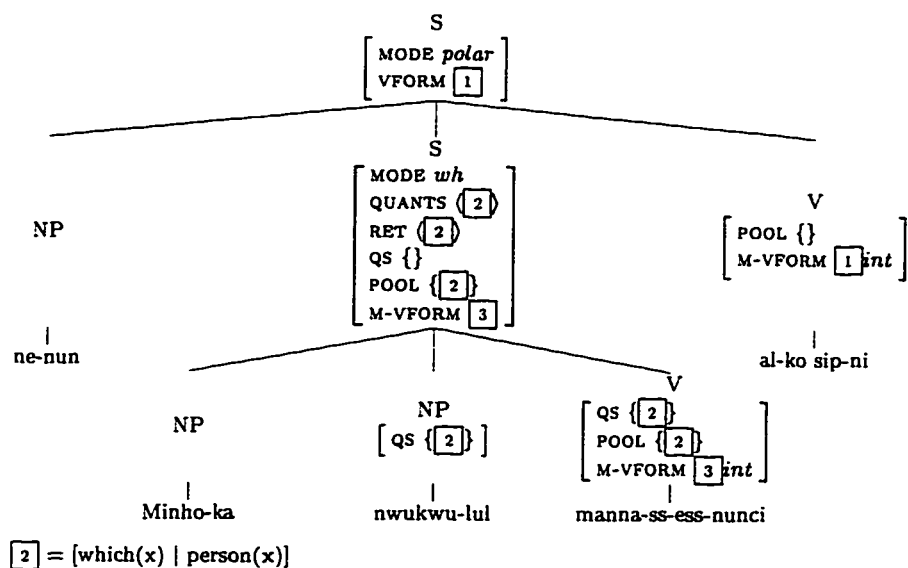 S
[ MODE polar
VFORM 1 ]
S
[ MODE wh
QUANTS ⟨2⟩
RET ⟨2⟩
QS {}
POOL {2}
M-VFORM 3 ]
NP
V
[ POOL {}
M-VFORM 1 int ]
ne-nun
al-ko sip-ni
NP
NP
[ QS {2} ]
V
[ QS {2}
POOL {2}
M-VFORM 3 int ]
Minho-ka
nwukwu-lul
manna-ss-ess-nunci
2 = [which(x) | person(x)]